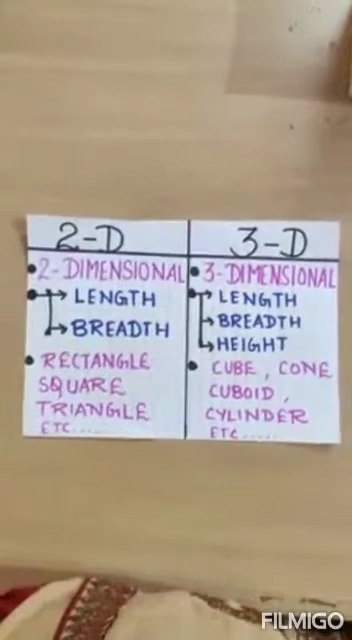 2-D
• 2-DIMENSIONAL
• → LENGTH
→ BREADTH
• RECTANGLE
SQUARE
TRIANGLE
ETC.....
3-D
• 3-DIMENSIONAL
• → LENGTH
→ BREADTH
→ HEIGHT
• CUBE, CONE
CUBOID,
CYLINDER
ETC.....
FILMIGO